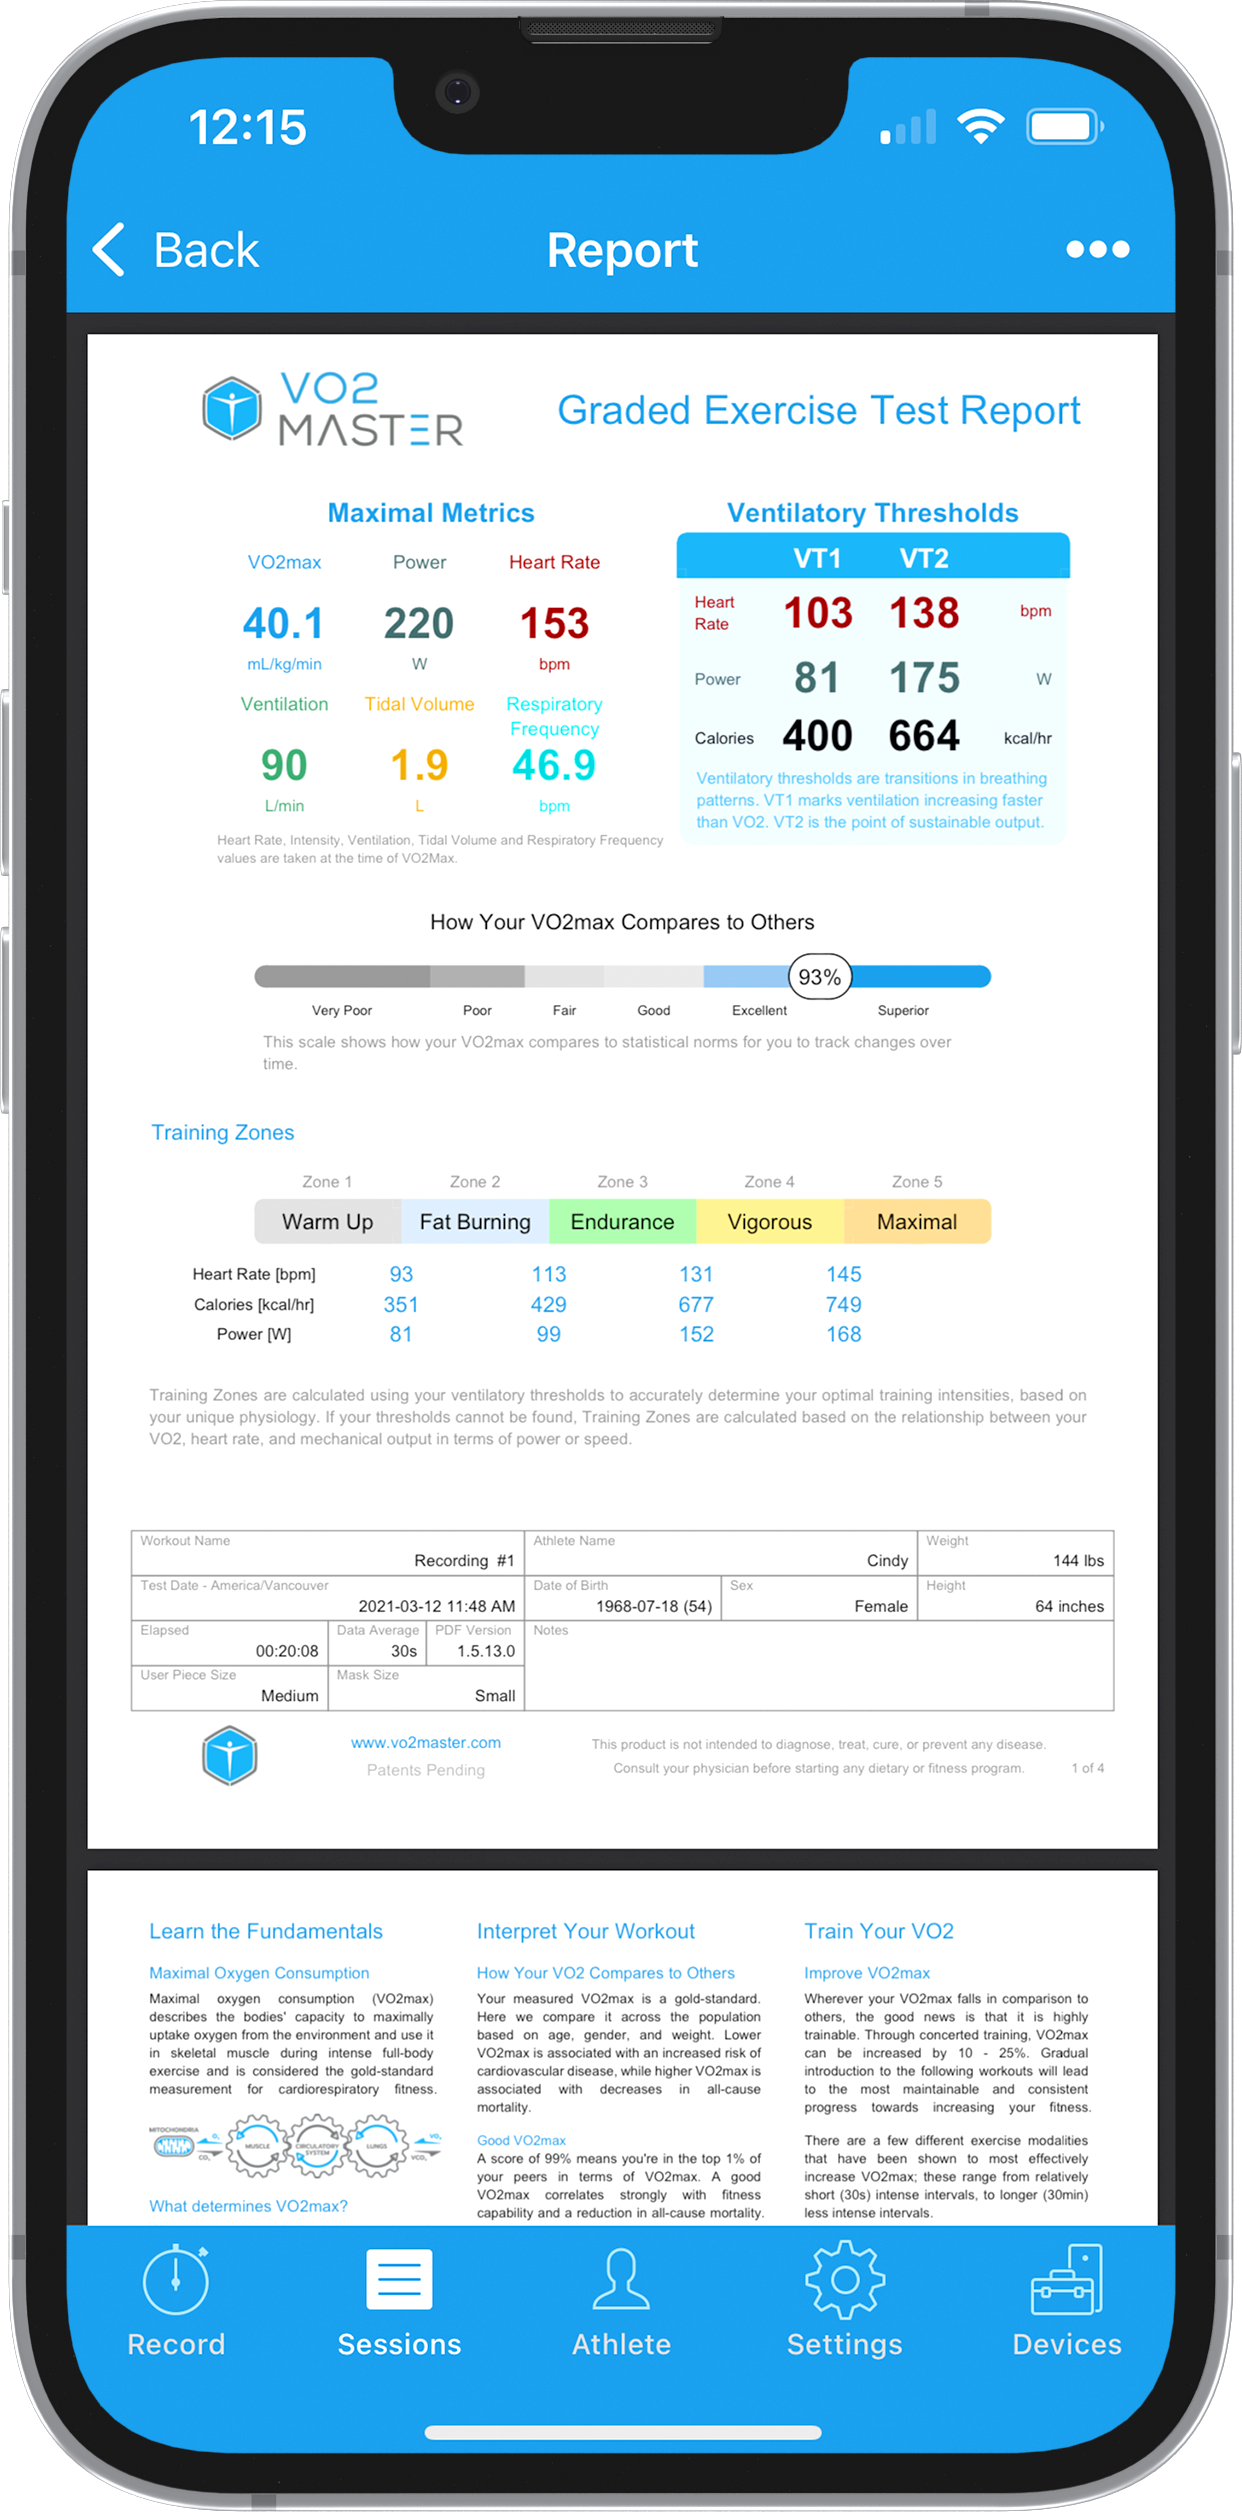 12:15
Back
Report
VO2
MASTER
Graded Exercise Test Report
Maximal Metrics
VO2max Power Heart Rate
40.1 220 153
mL/kg/min W bpm
Ventilation Tidal Volume Respiratory
Frequency
90 1.9 46.9
L/min L bpm
Heart Rate, Intensity, Ventilation, Tidal Volume and Respiratory Frequency
values are taken at the time of VO2Max.
Ventilatory Thresholds
VT1 VT2
Heart
Rate 103 138 bpm
Power 81 175 W
Calories 400 664 kcal/hr
Ventilatory thresholds are transitions in breathing
patterns. VT1 marks ventilation increasing faster
than VO2. VT2 is the point of sustainable output.
How Your VO2max Compares to Others
93%
Very Poor Poor Fair Good Excellent Superior
This scale shows how your VO2max compares to statistical norms for you to track changes over
time.
Training Zones
Zone 1 Zone 2 Zone 3 Zone 4 Zone 5
Warm Up Fat Burning Endurance Vigorous Maximal
Heart Rate [bpm] 93 113 131 145
Calories [kcal/hr] 351 429 677 749
Power [W] 81 99 152 168
Training Zones are calculated using your ventilatory thresholds to accurately determine your optimal training intensities, based on
your unique physiology. If your thresholds cannot be found, Training Zones are calculated based on the relationship between your
VO2, heart rate, and mechanical output in terms of power or speed.
Workout Name Athlete Name Weight
Recording #1 Cindy 144 lbs
Test Date - America/Vancouver Date of Birth Sex Height
2021-03-12 11:48 AM 1968-07-18 (54) Female 64 inches
Elapsed Data Average PDF Version Notes
00:20:08 30s 1.5.13.0
User Piece Size Mask Size
Medium Small
www.vo2master.com
Patents Pending
This product is not intended to diagnose, treat, cure, or prevent any disease.
Consult your physician before starting any dietary or fitness program. 1 of 4
Learn the Fundamentals
Maximal Oxygen Consumption
Maximal oxygen consumption (VO2max)
describes the bodies' capacity to maximally
uptake oxygen from the environment and use it
in skeletal muscle during intense full-body
exercise and is considered the gold-standard
measurement for cardiorespiratory fitness.
MITOCHONDRIA O₂ CO₂ MUSCLE CIRCULATORY SYSTEM LUNGS VO₂ VCO₂
What determines VO2max?
Interpret Your Workout
How Your VO2 Compares to Others
Your measured VO2max is a gold-standard.
Here we compare it across the population
based on age, gender, and weight. Lower
VO2max is associated with an increased risk of
cardiovascular disease, while higher VO2max is
associated with decreases in all-cause
mortality.
Good VO2max
A score of 99% means you're in the top 1% of
your peers in terms of VO2max. A good
VO2max correlates strongly with fitness
capability and a reduction in all-cause mortality.
Train Your VO2
Improve VO2max
Wherever your VO2max falls in comparison to
others, the good news is that it is highly
trainable. Through concerted training, VO2max
can be increased by 10 - 25%. Gradual
introduction to the following workouts will lead
to the most maintainable and consistent
progress towards increasing your fitness.
There are a few different exercise modalities
that have been shown to most effectively
increase VO2max; these range from relatively
short (30s) intense intervals, to longer (30min)
less intense intervals.
Record Sessions Athlete Settings Devices